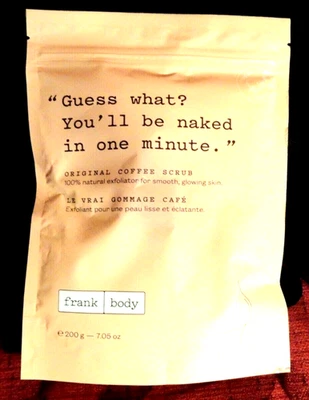 “Guess what?
You'll be naked
in one minute.”
ORIGINAL COFFEE SCRUB
100% natural exfoliator for smooth, glowing skin.
LE VRAI GOMMAGE CAFÉ
Exfoliant pour une peau lisse et éclatante.
frank body
℮ 200 g — 7.05 oz